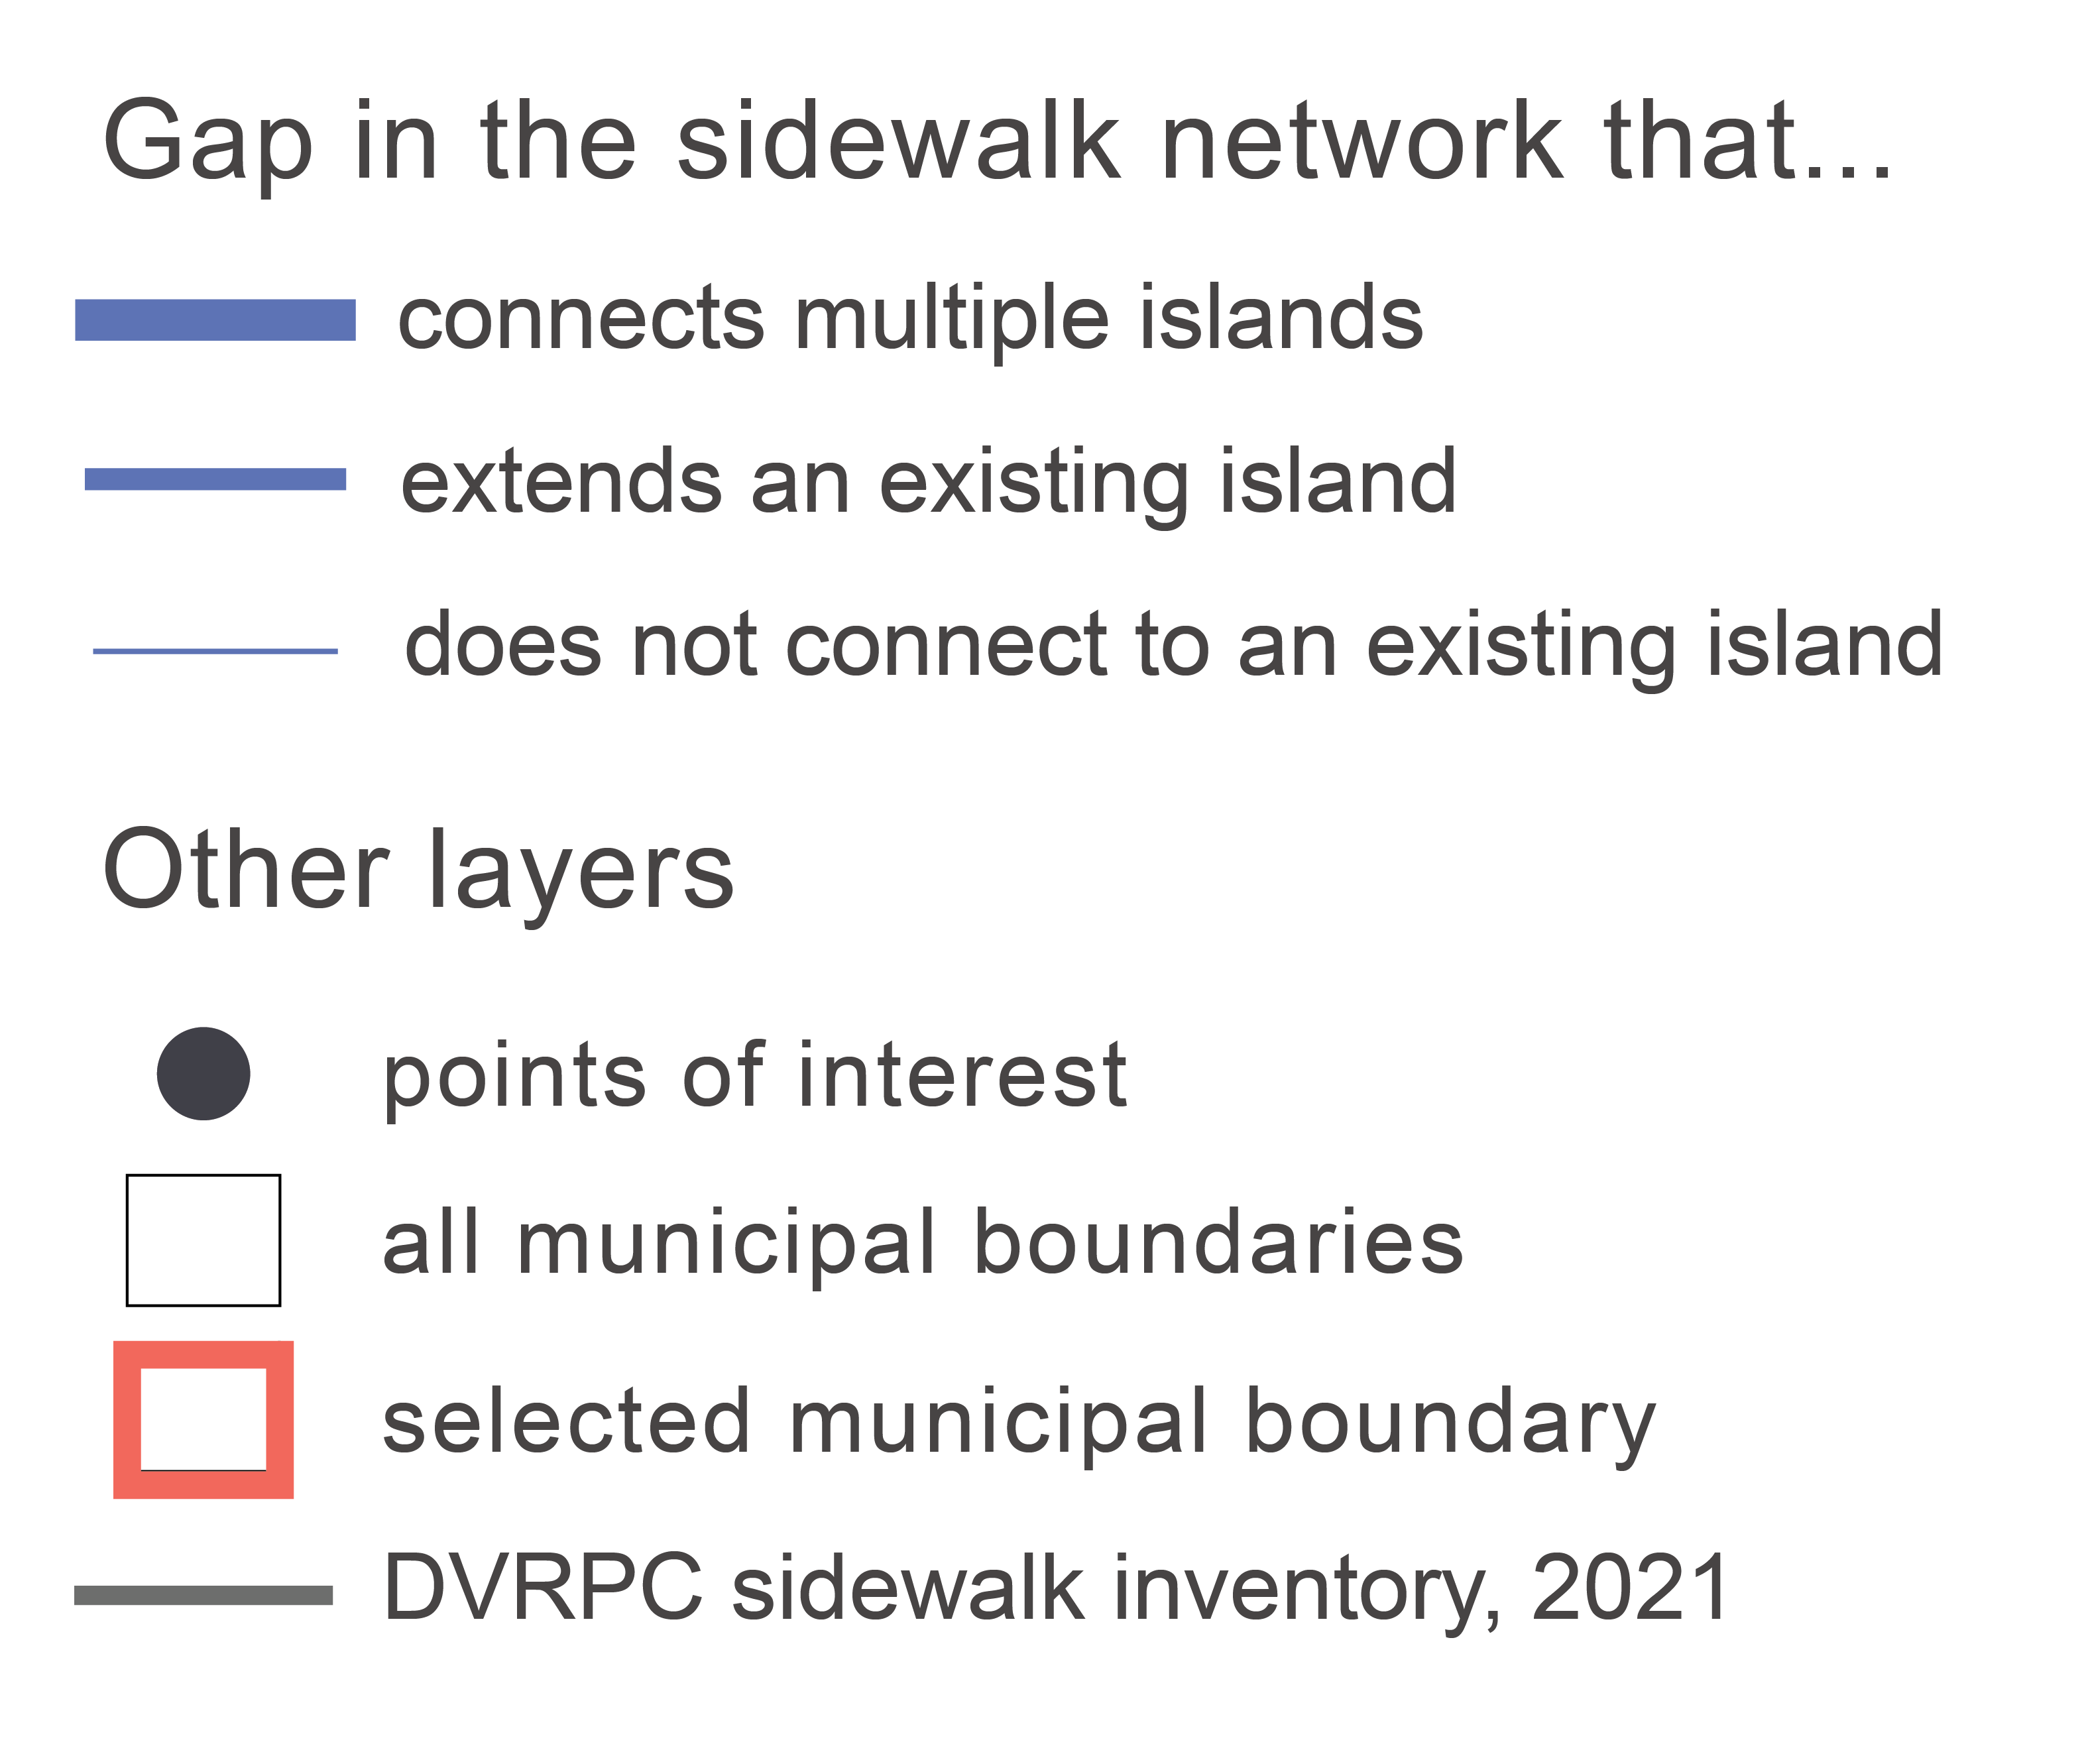 Gap in the sidewalk network that...
connects multiple islands
extends an existing island
does not connect to an existing island
Other layers
points of interest
all municipal boundaries
selected municipal boundary
DVRPC sidewalk inventory, 2021